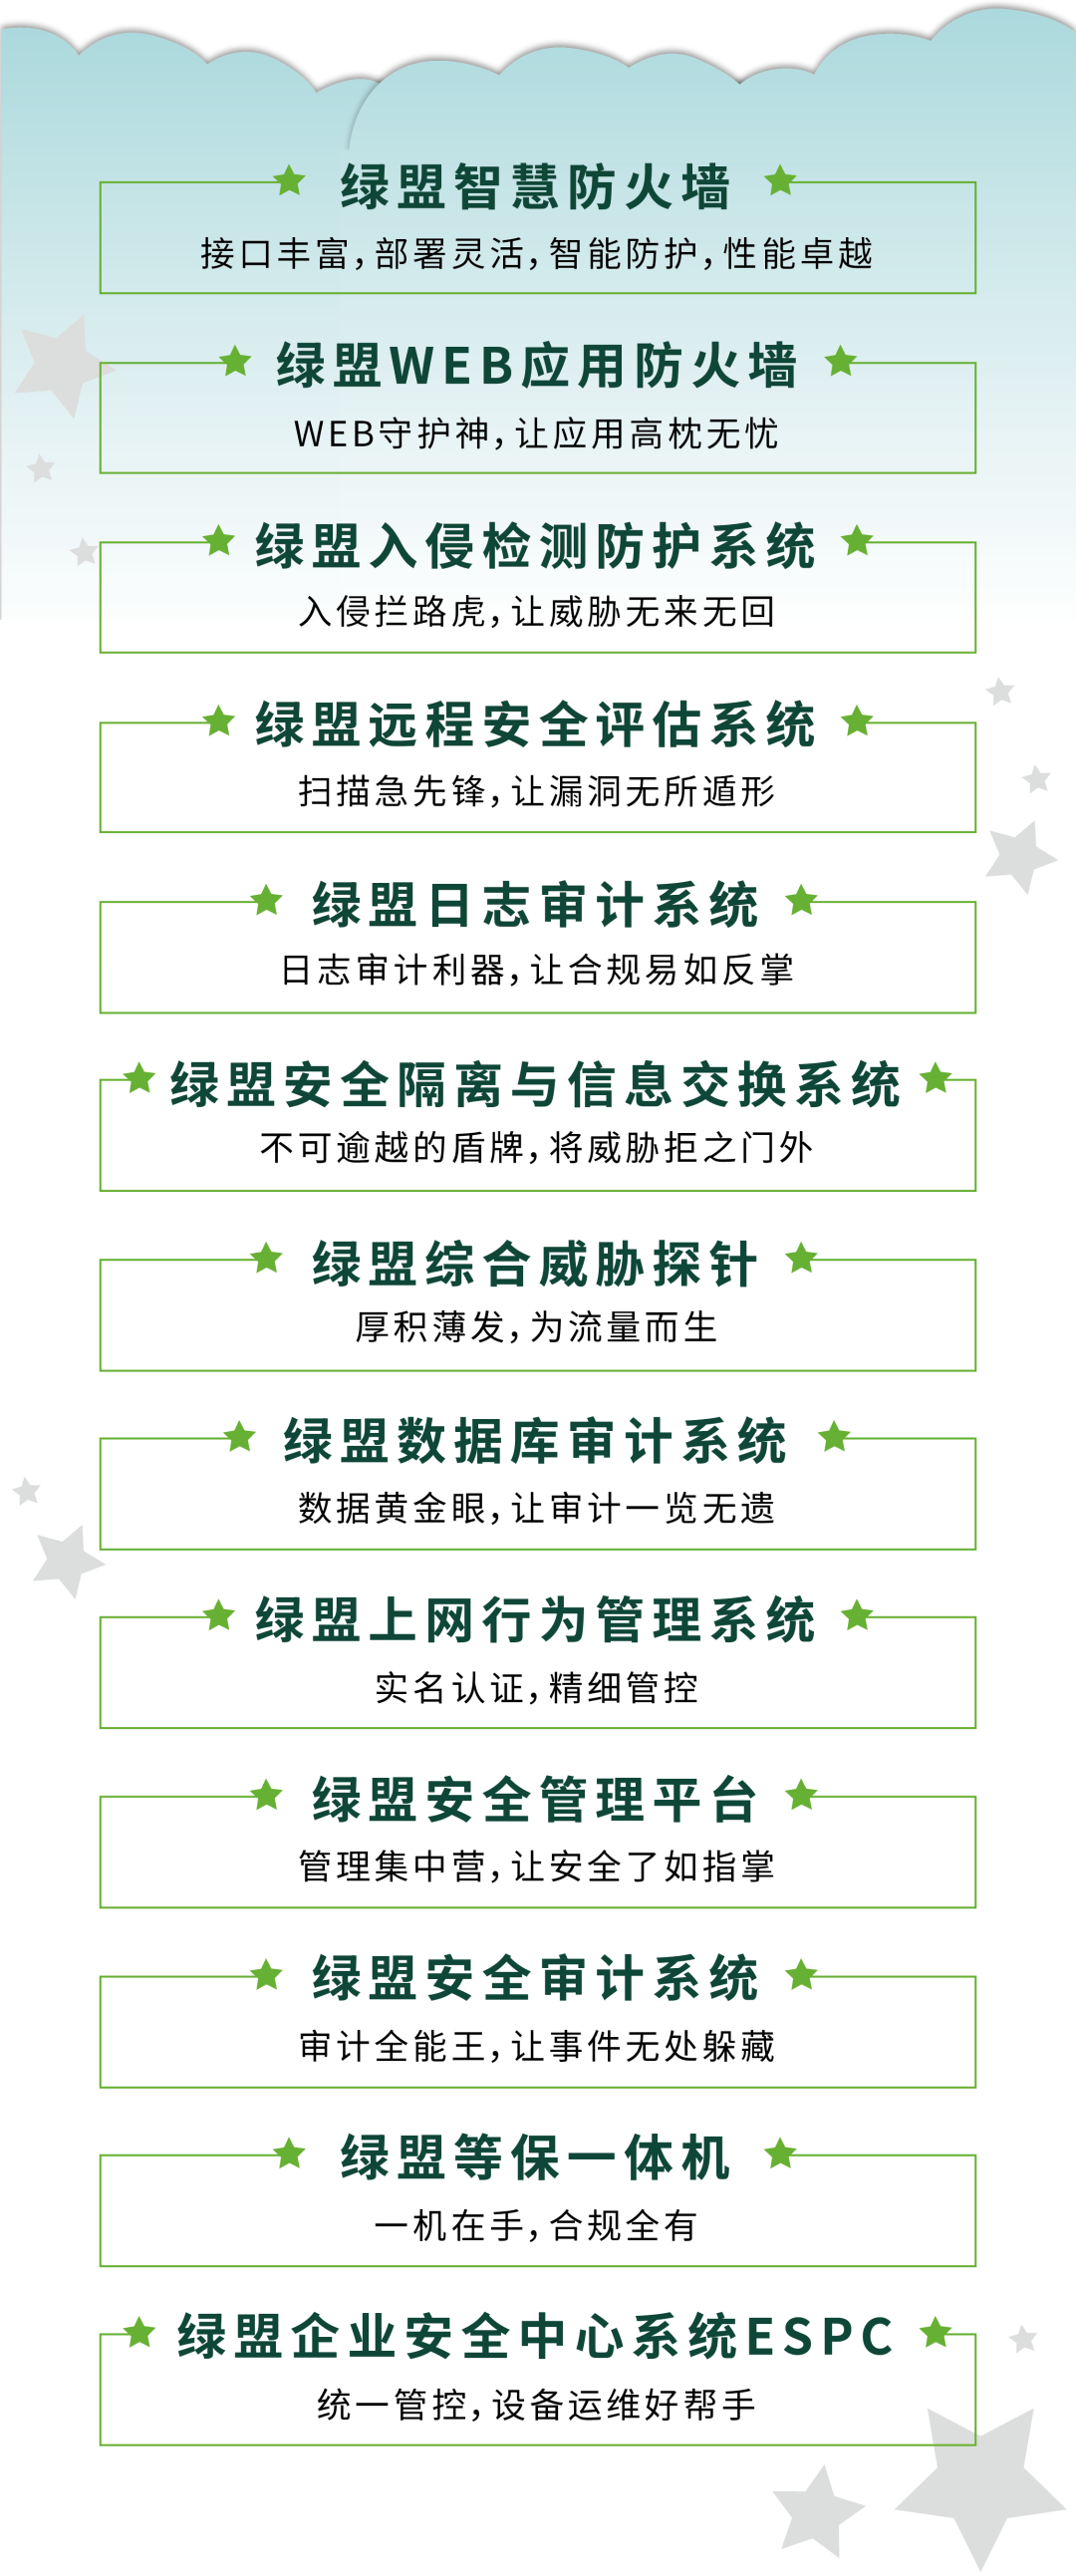 绿盟智慧防火墙
接口丰富,部署灵活,智能防护,性能卓越
绿盟WEB应用防火墙
WEB守护神,让应用高枕无忧
绿盟入侵检测防护系统
入侵拦路虎,让威胁无来无回
绿盟远程安全评估系统
扫描急先锋,让漏洞无所遁形
绿盟日志审计系统
日志审计利器,让合规易如反掌
绿盟安全隔离与信息交换系统
不可逾越的盾牌,将威胁拒之门外
绿盟综合威胁探针
厚积薄发,为流量而生
绿盟数据库审计系统
数据黄金眼,让审计一览无遗
绿盟上网行为管理系统
实名认证,精细管控
绿盟安全管理平台
管理集中营,让安全了如指掌
绿盟安全审计系统
审计全能王,让事件无处躲藏
绿盟等保一体机
一机在手,合规全有
绿盟企业安全中心系统ESPC
统一管控,设备运维好帮手